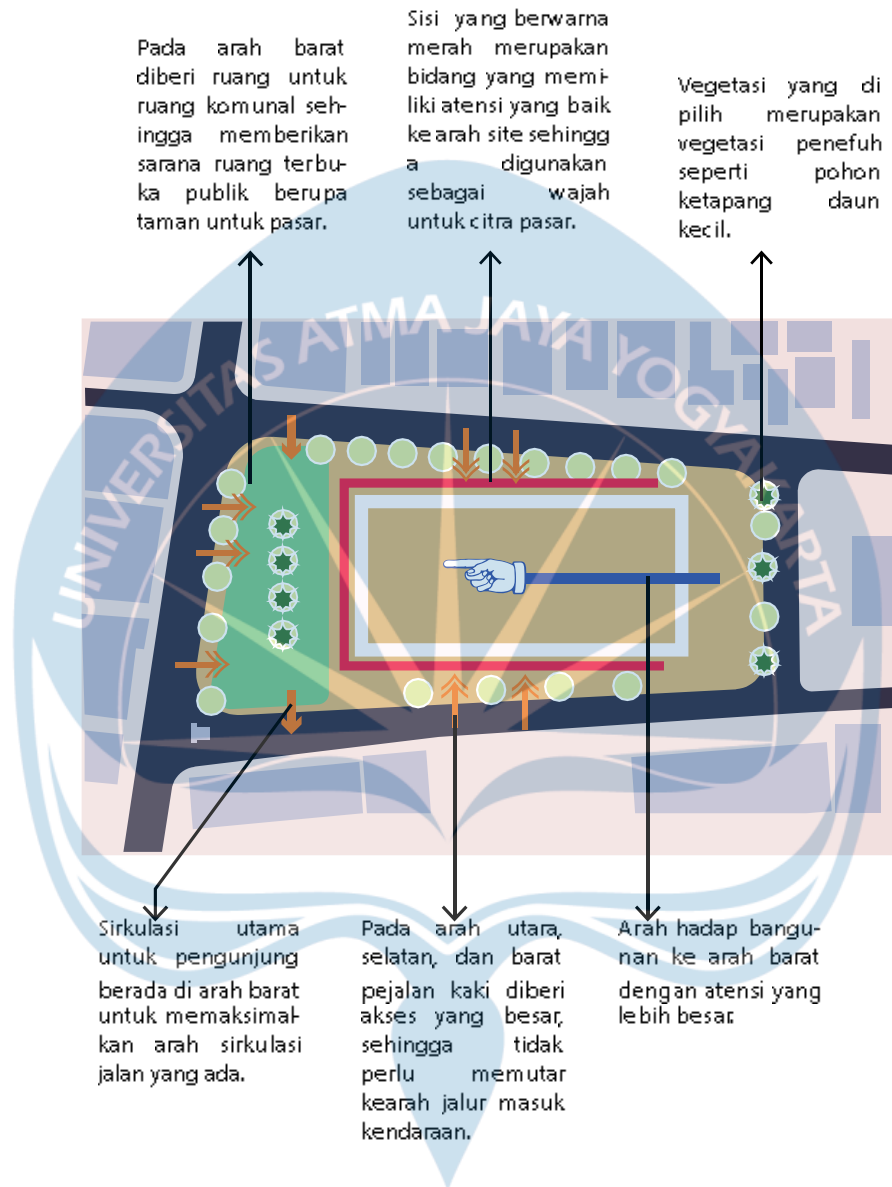 Pada arah barat
diberi ruang untuk
ruang komunal seh-
ingga memberikan
sarana ruang terbu-
ka publik berupa
taman untuk pasar.
Sisi yang berwarna
merah merupakan
bidang yang memi-
liki atensi yang baik
kearah site sehingg
a digunakan
sebagai wajah
untuk citra pasar.
Vegetasi yang di
pilih merupakan
vegetasi penefuh
seperti pohon
ketapang daun
kecil.
UNIVERSITAS ATMA JAYA YOGYAKARTA
Sirkulasi utama
untuk pengunjung
berada di arah barat
untuk memaksimal-
kan arah sirkulasi
jalan yang ada.
Pada arah utara,
selatan, dan barat
pejalan kaki diberi
akses yang besar,
sehingga tidak
perlu memutar
kearah jalur masuk
kendaraan.
Arah hadap bangu-
nan ke arah barat
dengan atensi yang
lebih besar.